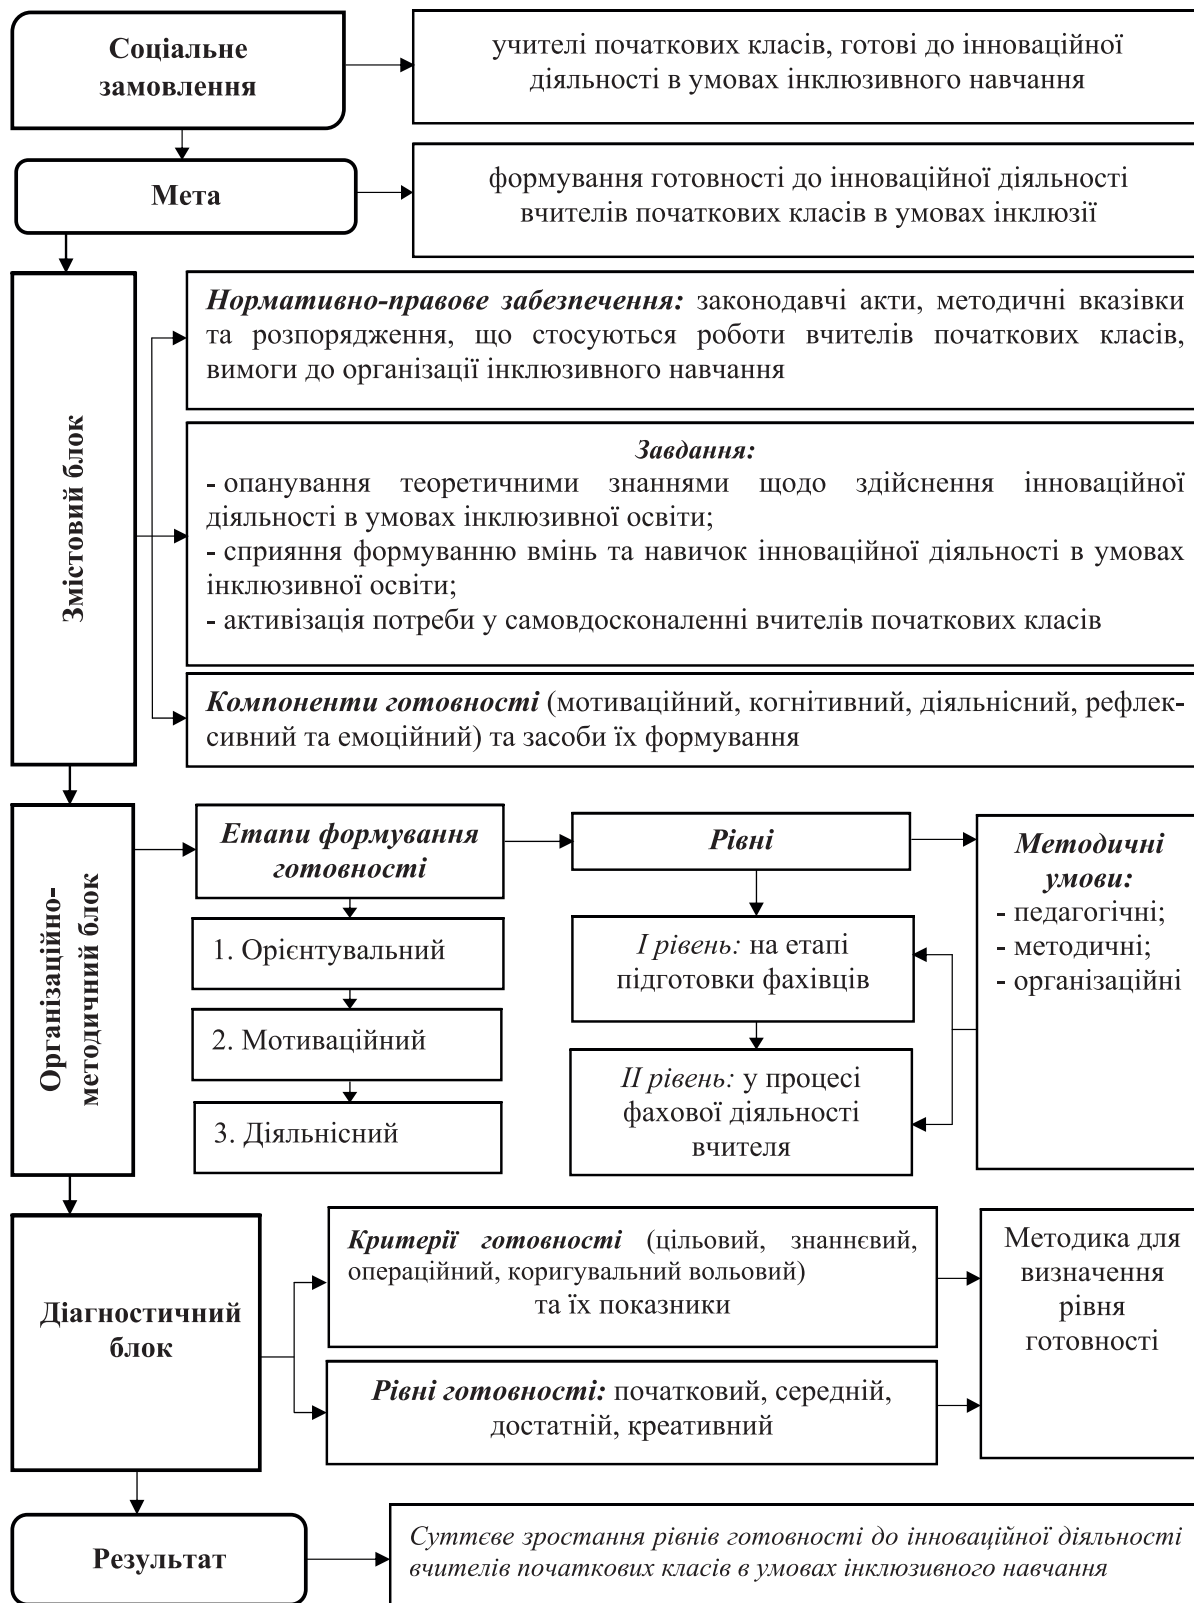 Соціальне
замовлення
учителі початкових класів, готові до інноваційної
діяльності в умовах інклюзивного навчання
Мета
формування готовності до інноваційної діяльності
вчителів початкових класів в умовах інклюзії
Змістовий блок
Нормативно-правове забезпечення: законодавчі акти, методичні вказівки
та розпорядження, що стосуються роботи вчителів початкових класів,
вимоги до організації інклюзивного навчання
Завдання:
- опанування теоретичними знаннями щодо здійснення інноваційної
діяльності в умовах інклюзивної освіти;
- сприяння формуванню вмінь та навичок інноваційної діяльності в умовах
інклюзивної освіти;
- активізація потреби у самовдосконаленні вчителів початкових класів
Компоненти готовності (мотиваційний, когнітивний, діяльнісний, рефлек-
сивний та емоційний) та засоби їх формування
Організаційно-
методичний блок
Етапи формування
готовності
1. Орієнтувальний
2. Мотиваційний
3. Діяльнісний
Рівні
I рівень: на етапі
підготовки фахівців
II рівень: у процесі
фахової діяльності
вчителя
Методичні
умови:
- педагогічні;
- методичні;
- організаційні
Діагностичний
блок
Критерії готовності (цільовий, знаннєвий,
операційний, коригувальний вольовий)
та їх показники
Рівні готовності: початковий, середній,
достатній, креативний
Методика для
визначення
рівня
готовності
Результат
Суттєве зростання рівнів готовності до інноваційної діяльності
вчителів початкових класів в умовах інклюзивного навчання